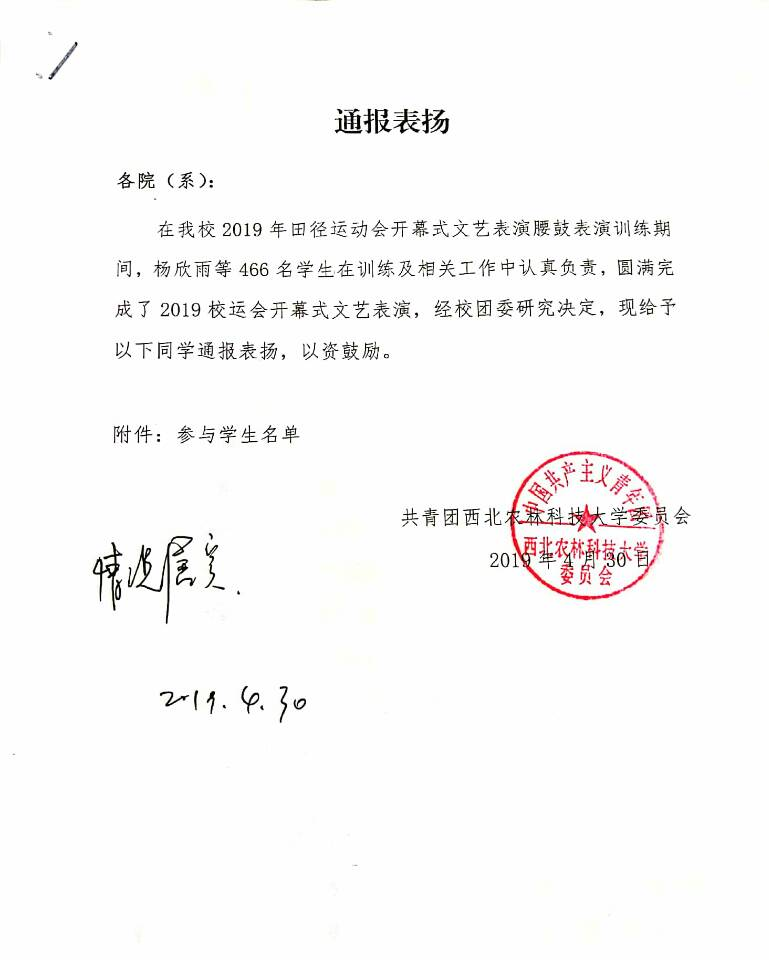 通报表扬
各院（系）：
在我校 2019 年田径运动会开幕式文艺表演腰鼓表演训练期
间，杨欣雨等 466 名学生在训练及相关工作中认真负责，圆满完
成了 2019 校运会开幕式文艺表演，经校团委研究决定，现给予
以下同学通报表扬，以资鼓励。
附件：参与学生名单
中国共产主义青年团
共青团西北农林科技大学委员会
西北农林科技大学
2019 年 4 月 30 日
委员会
情况属实.
2019.4.30